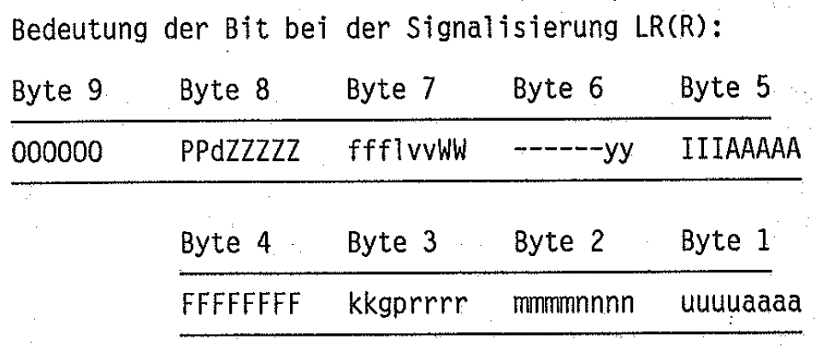 Bedeutung der Bit bei der Signalisierung LR(R):
Byte 9 Byte 8 Byte 7 Byte 6 Byte 5
000000 PPdZZZZZ ffflvvWW ------yy IIIAAAAA
Byte 4 Byte 3 Byte 2 Byte 1
FFFFFFFF kkgprrrr mmmmnnnn uuuuaaaa